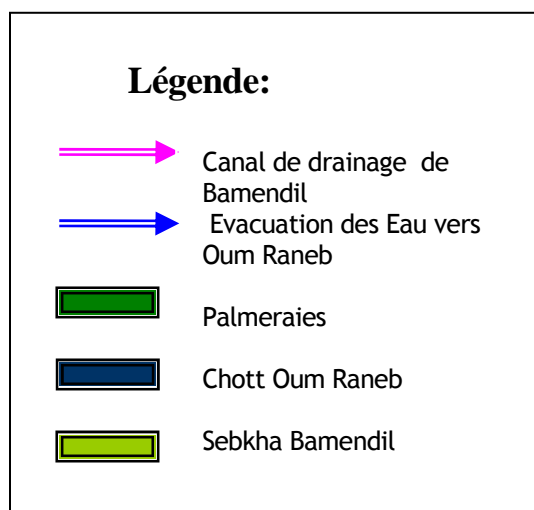 Légende:
Canal de drainage de
Bamendil
Evacuation des Eau vers
Oum Raneb
Palmeraies
Chott Oum Raneb
Sebkha Bamendil